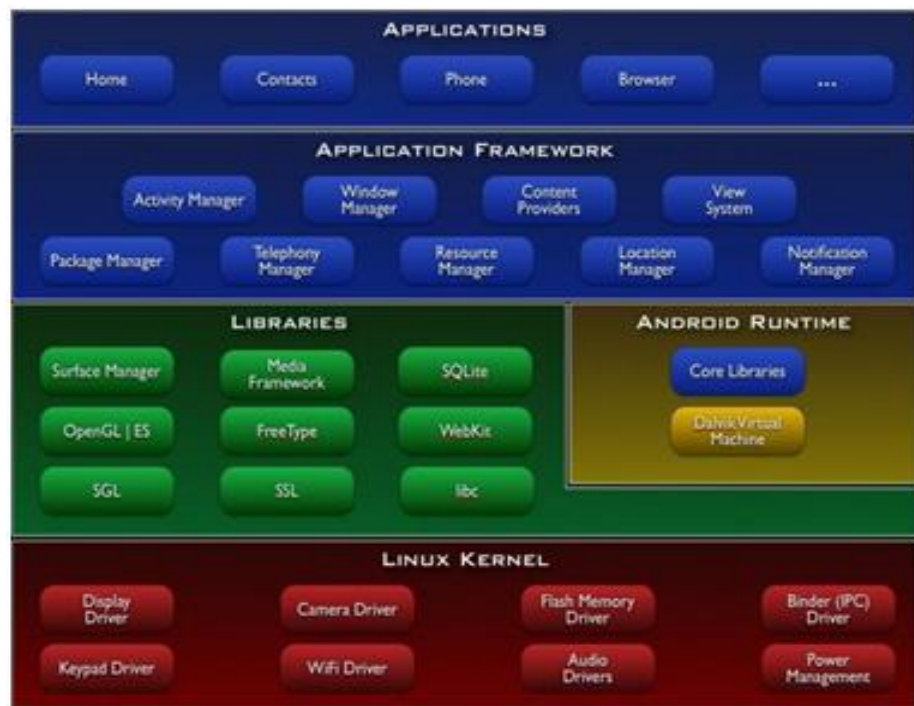 APPLICATIONS
Home Contacts Phone Browser ...
APPLICATION FRAMEWORK
Activity Manager Window Manager Content Providers View System
Package Manager Telephony Manager Resource Manager Location Manager Notification Manager
LIBRARIES
Surface Manager Media Framework SQLite
OpenGL | ES FreeType WebKit
SGL SSL libc
ANDROID RUNTIME
Core Libraries
Dalvik Virtual Machine
LINUX KERNEL
Display Driver Camera Driver Flash Memory Driver Binder (IPC) Driver
Keypad Driver WiFi Driver Audio Drivers Power Management